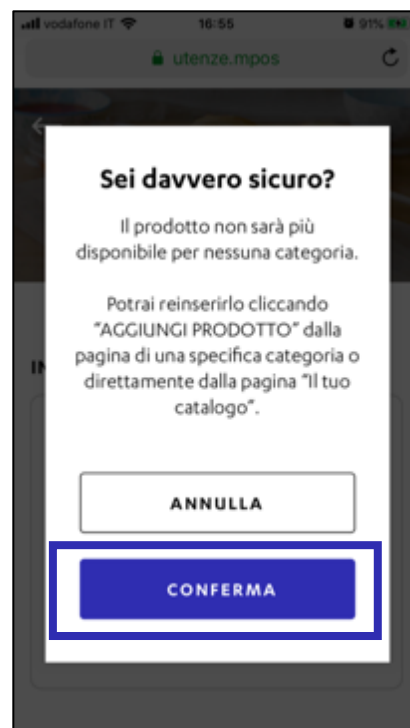 vodafone IT 16:55 91%
utenze.mpos
Sei davvero sicuro?
Il prodotto non sarà più
disponibile per nessuna categoria.
Potrai reinserirlo cliccando
"AGGIUNGI PRODOTTO" dalla
pagina di una specifica categoria o
direttamente dalla pagina "Il tuo
catalogo".
IN
ANNULLA
CONFERMA